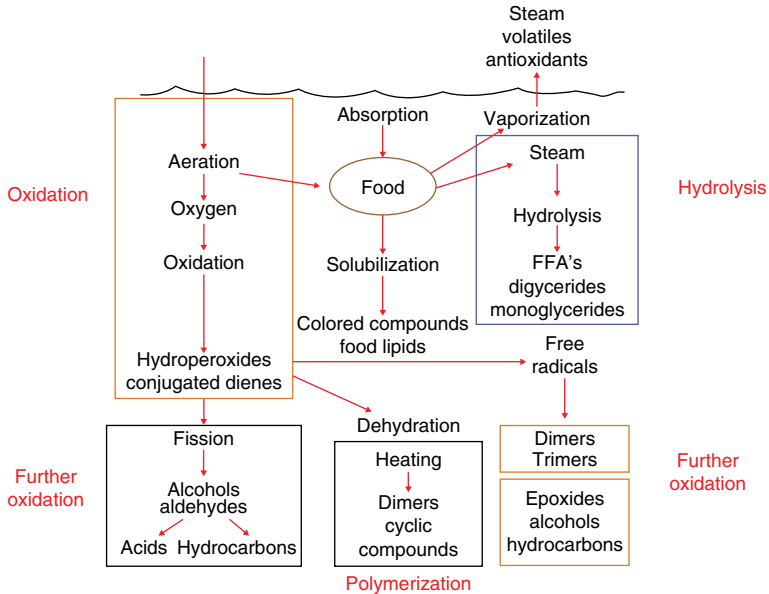 Steam
volatiles
antioxidants
Absorption
Vaporization
Aeration
Food
Steam
Oxidation
Hydrolysis
Oxygen
Hydrolysis
Oxidation
Solubilization
FFA's
digycerides
monoglycerides
Colored compounds
food lipids
Hydroperoxides
conjugated dienes
Free
radicals
Dehydration
Fission
Heating
Dimers
Trimers
Further
oxidation
Alcohols
aldehydes
Dimers
cyclic
compounds
Epoxides
alcohols
hydrocarbons
Further
oxidation
Acids
Hydrocarbons
Polymerization